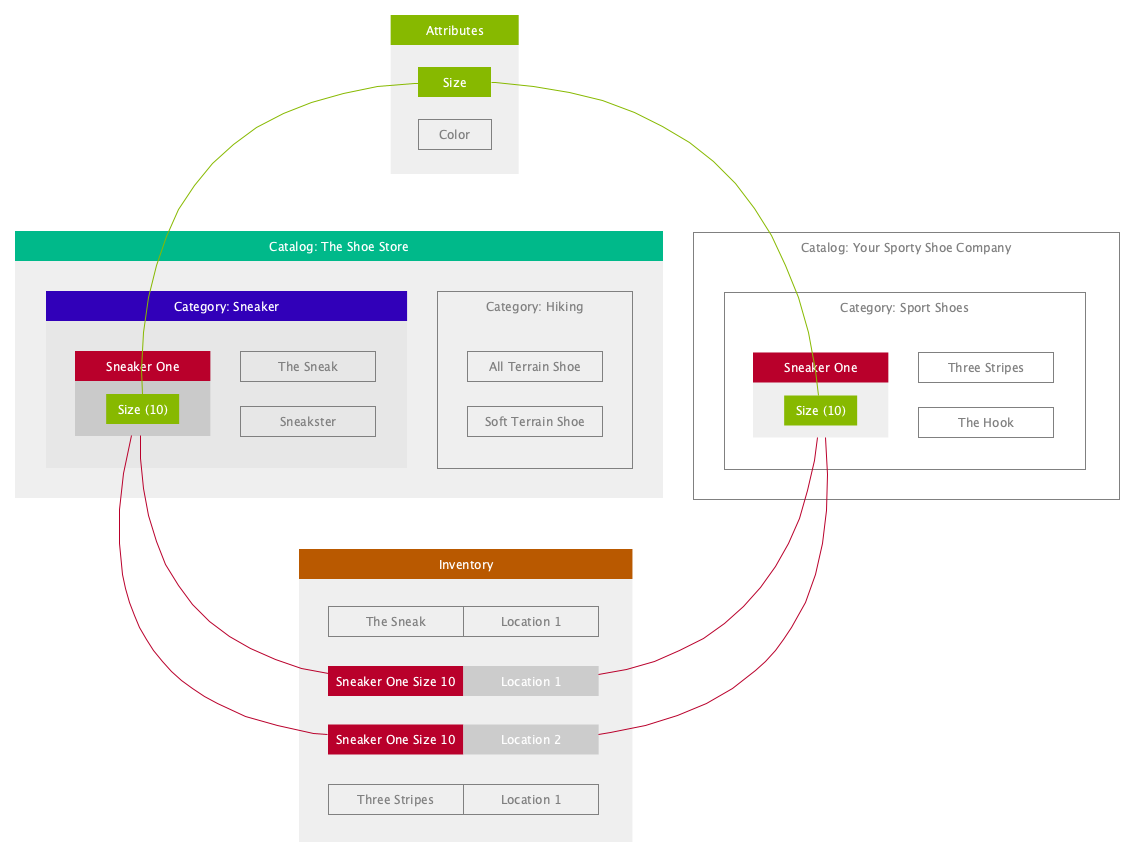 Attributes
Size
Color
Catalog: The Shoe Store
Category: Sneaker
Sneaker One
Size (10)
The Sneak
Sneakster
Category: Hiking
All Terrain Shoe
Soft Terrain Shoe
Catalog: Your Sporty Shoe Company
Category: Sport Shoes
Sneaker One
Size (10)
Three Stripes
The Hook
Inventory
The Sneak Location 1
Sneaker One Size 10 Location 1
Sneaker One Size 10 Location 2
Three Stripes Location 1